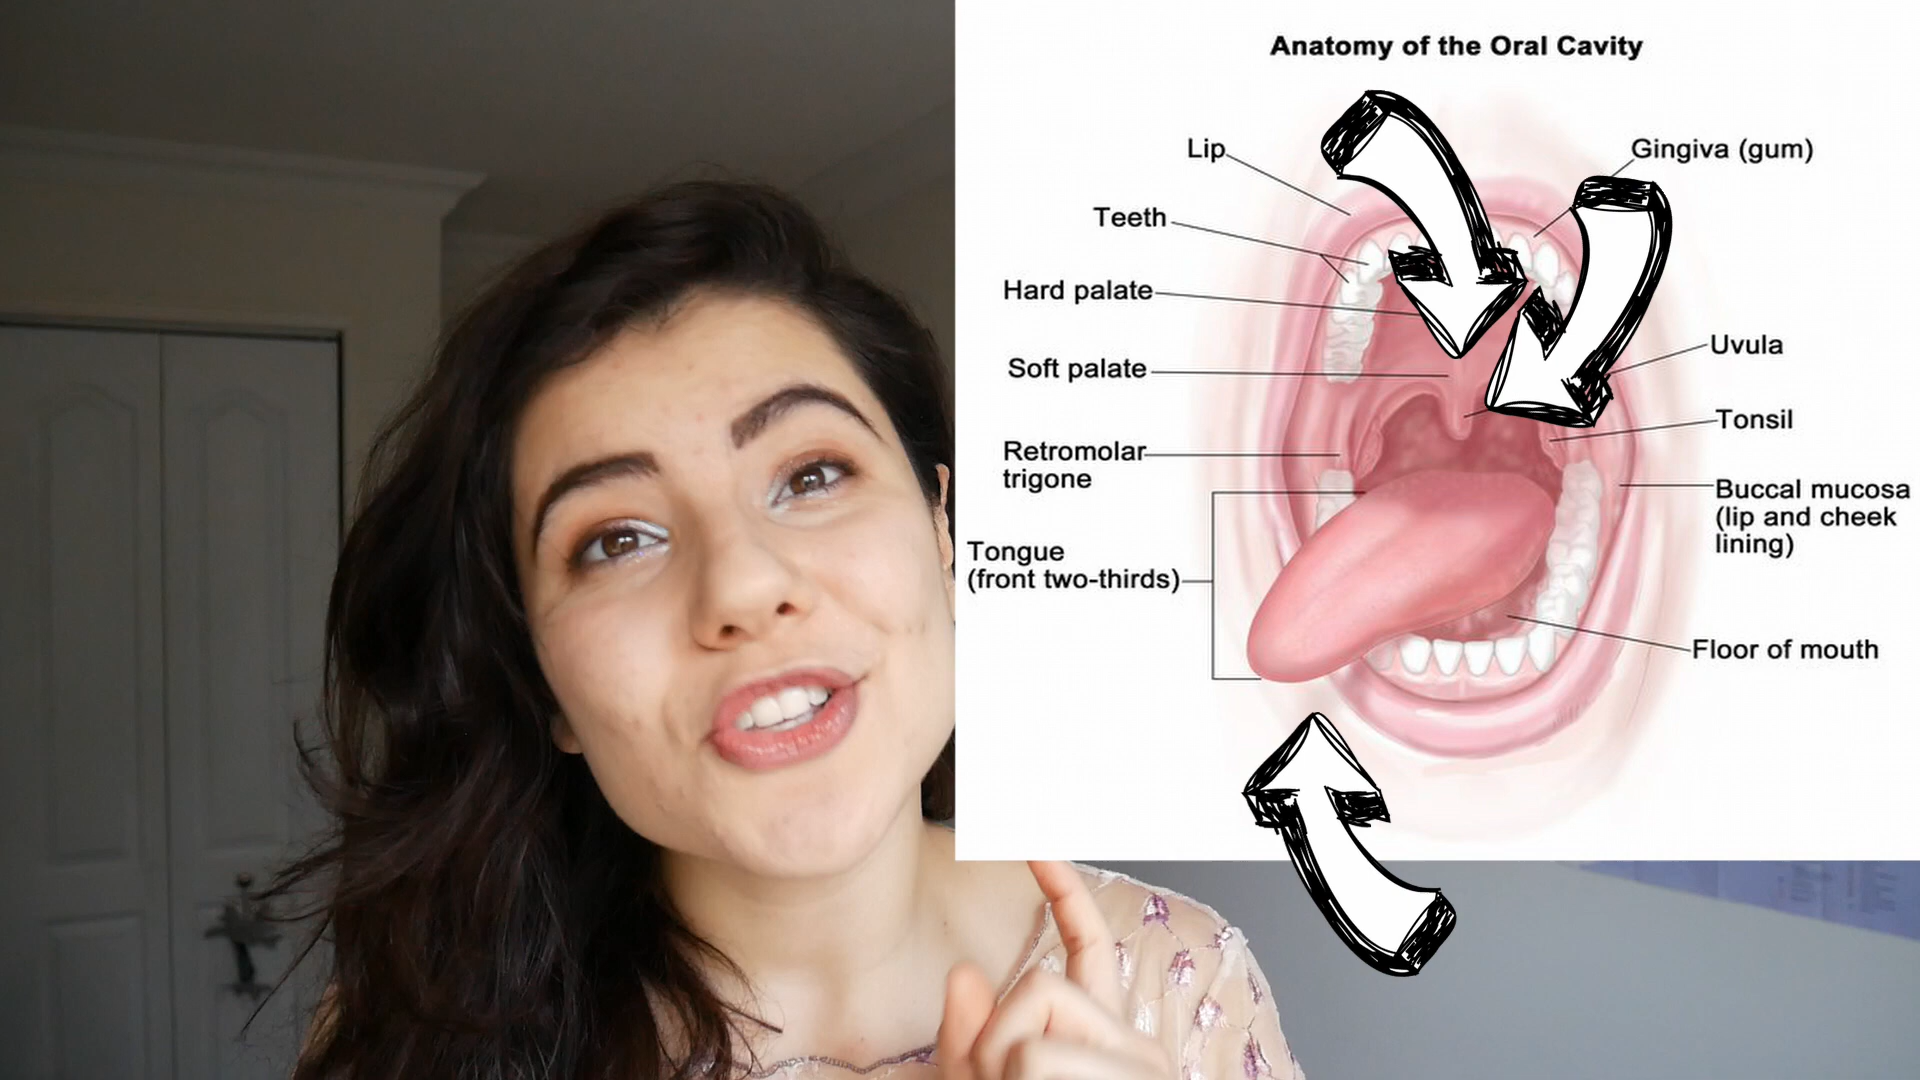 Anatomy of the Oral Cavity
Lip
Gingiva (gum)
Teeth
Hard palate
Uvula
Soft palate
Tonsil
Retromolar
trigone
Buccal mucosa
(lip and cheek
lining)
Tongue
(front two-thirds)
Floor of mouth